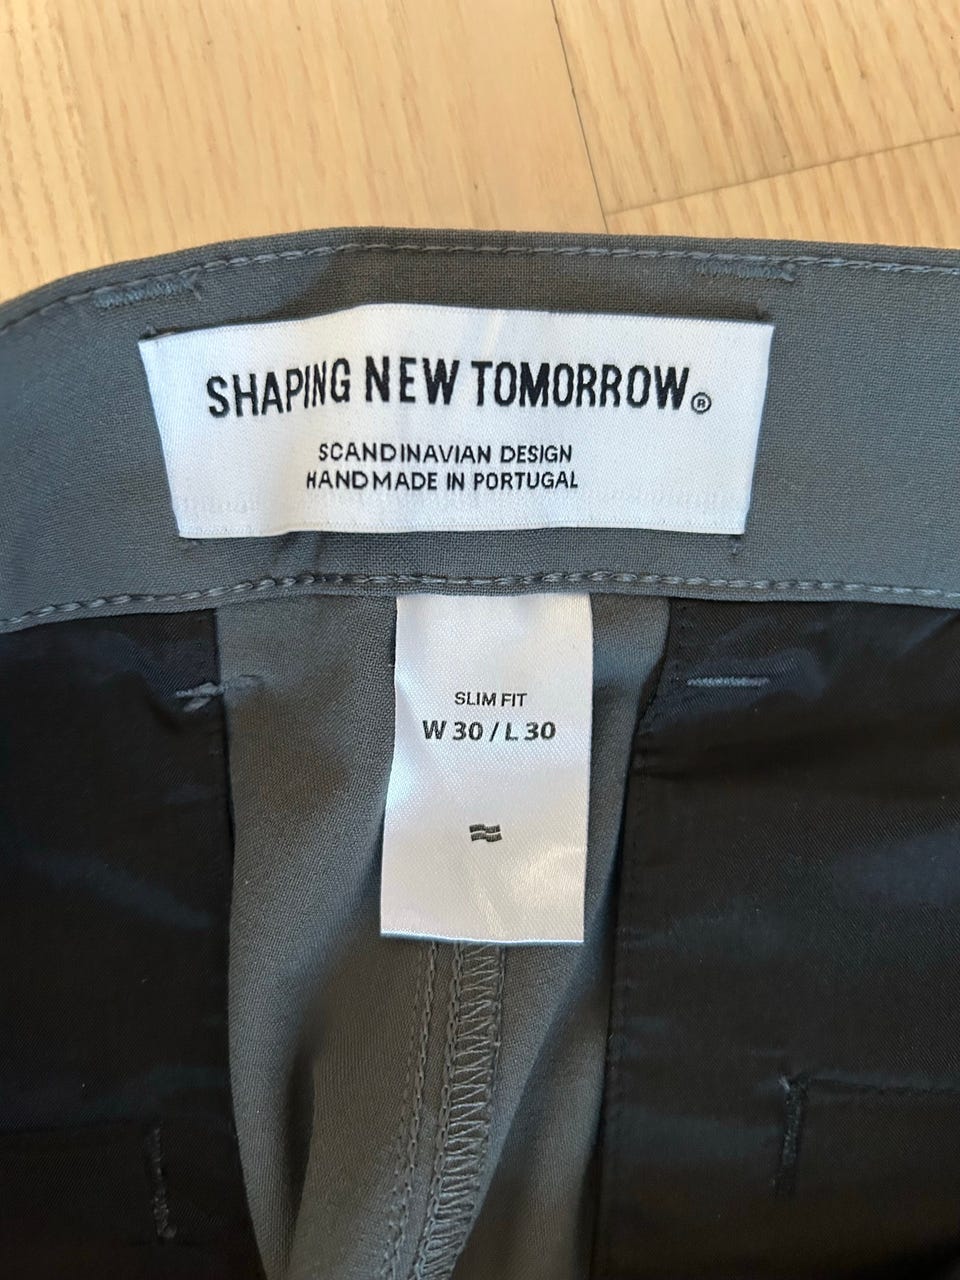 SHAPING NEW TOMORROW®
SCANDINAVIAN DESIGN
HANDMADE IN PORTUGAL
SLIM FIT
W 30 / L 30